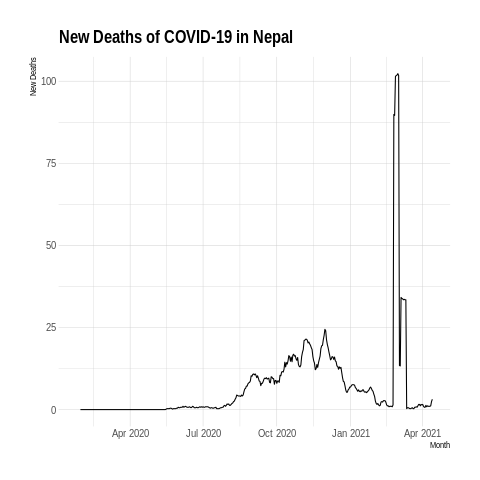 New Deaths of COVID-19 in Nepal
New Deaths
100
75
50
25
0
Apr 2020
Jul 2020
Oct 2020
Jan 2021
Apr 2021
Month